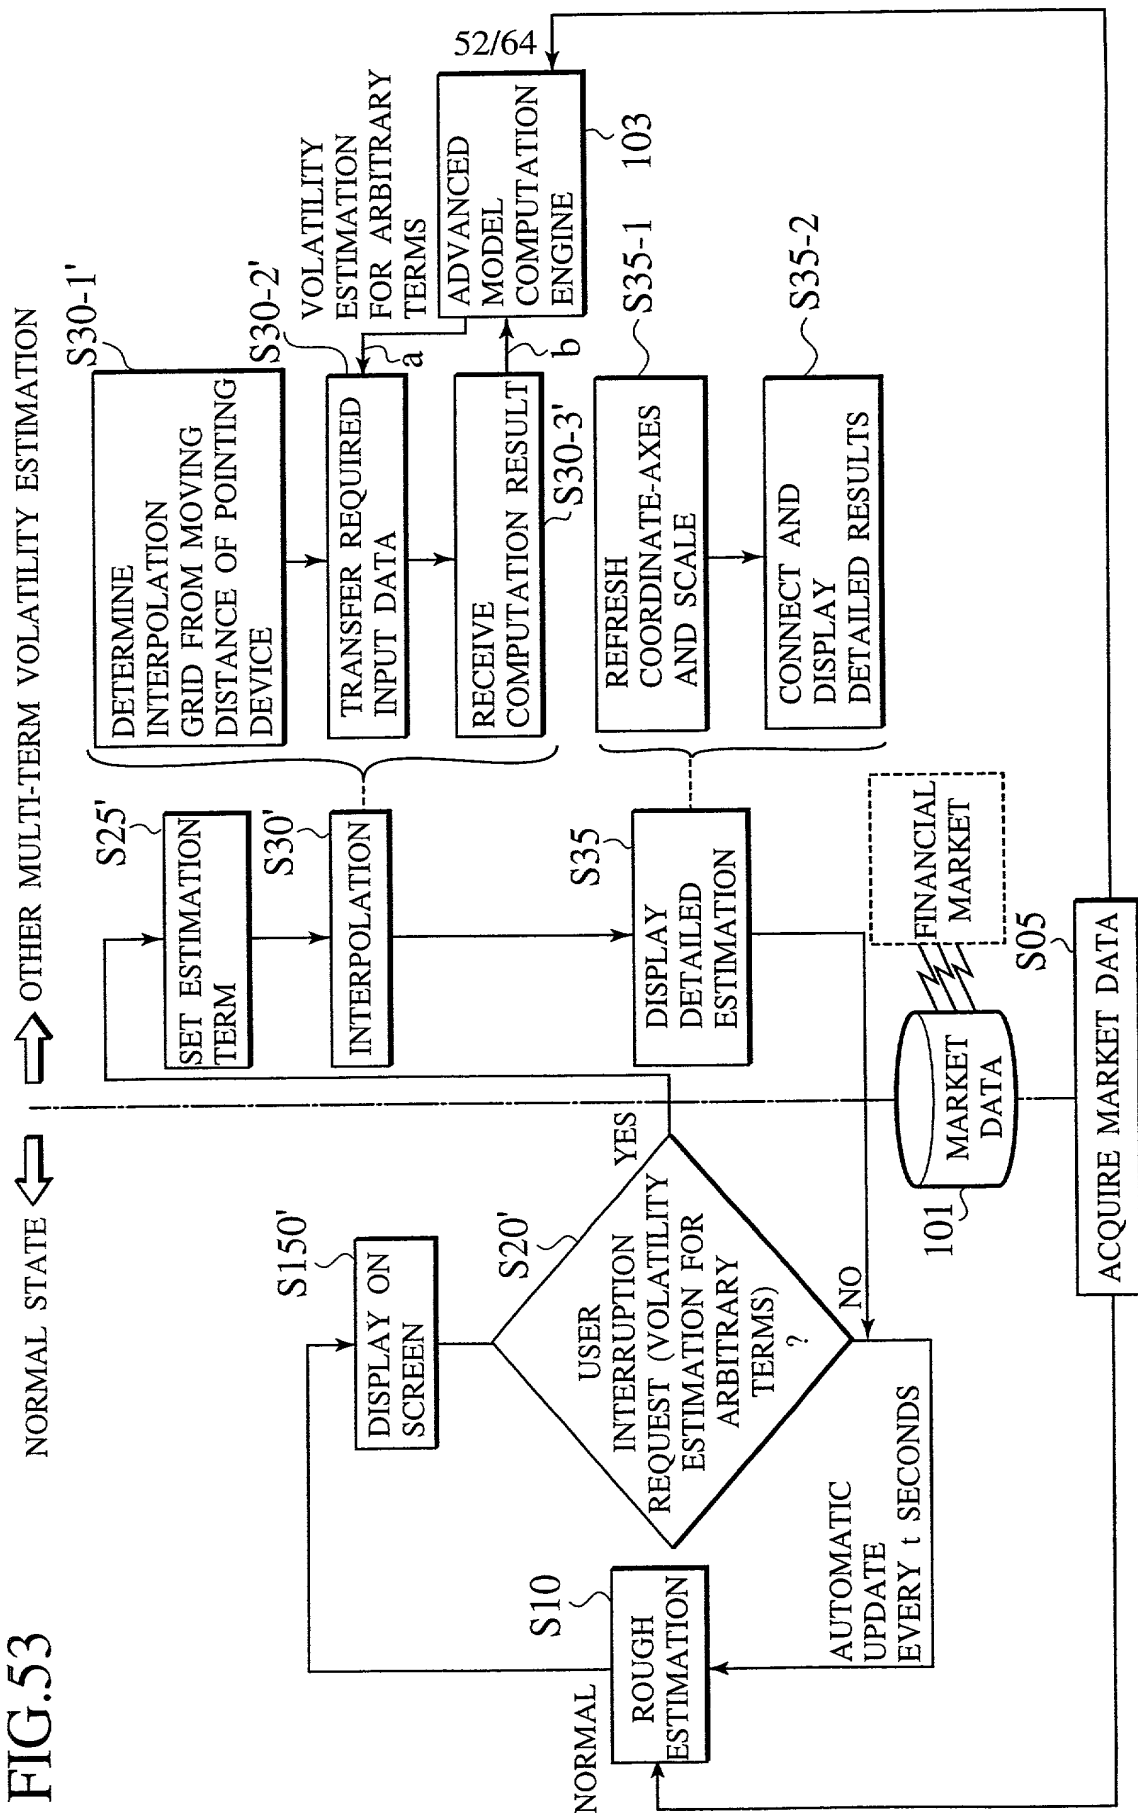 FIG.53
NORMAL STATE
OTHER MULTI-TERM VOLATILITY ESTIMATION
NORMAL
S10
ROUGH
ESTIMATION
S150'
DISPLAY ON
SCREEN
S20'
USER
INTERRUPTION
REQUEST (VOLATILITY
ESTIMATION FOR
ARBITRARY
TERMS)
?
YES
NO
AUTOMATIC
UPDATE
EVERY t SECONDS
S25'
SET ESTIMATION
TERM
S30'
INTERPOLATION
S35
DISPLAY
DETAILED
ESTIMATION
S30-1'
DETERMINE
INTERPOLATION
GRID FROM MOVING
DISTANCE OF POINTING
DEVICE
S30-2'
TRANSFER REQUIRED
INPUT DATA
RECEIVE
COMPUTATION RESULT
S30-3'
VOLATILITY
ESTIMATION
FOR ARBITRARY
TERMS
a
b
52/64
ADVANCED
MODEL
COMPUTATION
ENGINE
103
S35-1
REFRESH
COORDINATE-AXES
AND SCALE
S35-2
CONNECT AND
DISPLAY
DETAILED RESULTS
101
MARKET
DATA
FINANCIAL
MARKET
S05
ACQUIRE MARKET DATA